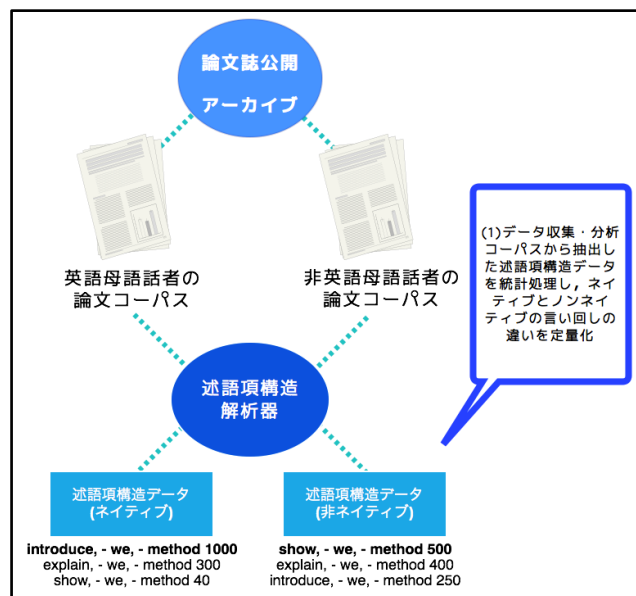 論文誌公開
アーカイブ
英語母語話者の
論文コーパス
非英語母語話者の
論文コーパス
(1)データ収集・分析
コーパスから抽出し
た述語項構造データ
を統計処理し，ネイ
ティブとノンネイ
ティブの言い回しの
違いを定量化
述語項構造
解析器
述語項構造データ
(ネイティブ)
述語項構造データ
(非ネイティブ)
introduce, - we, - method 1000
explain, - we, - method 300
show, - we, - method 40
show, - we, - method 500
explain, - we, - method 400
introduce, - we, - method 250